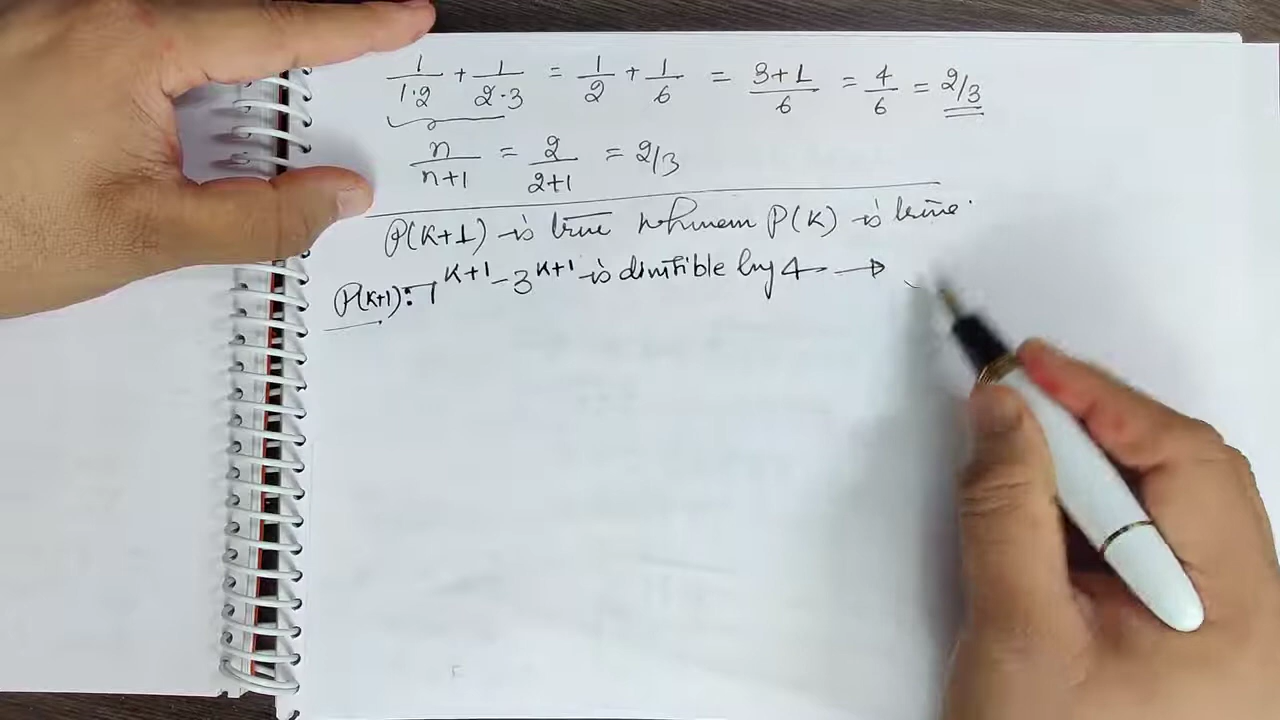 1/1·2 + 1/2·3 = 1/2 + 1/6 = 3+1/6 = 4/6 = 2/3
n/n+1 = 2/2+1 = 2/3
P(K+1) is true whenever P(K) is true.
P(K+1): 7^K+1 - 3^K+1 is divisible by 4 →